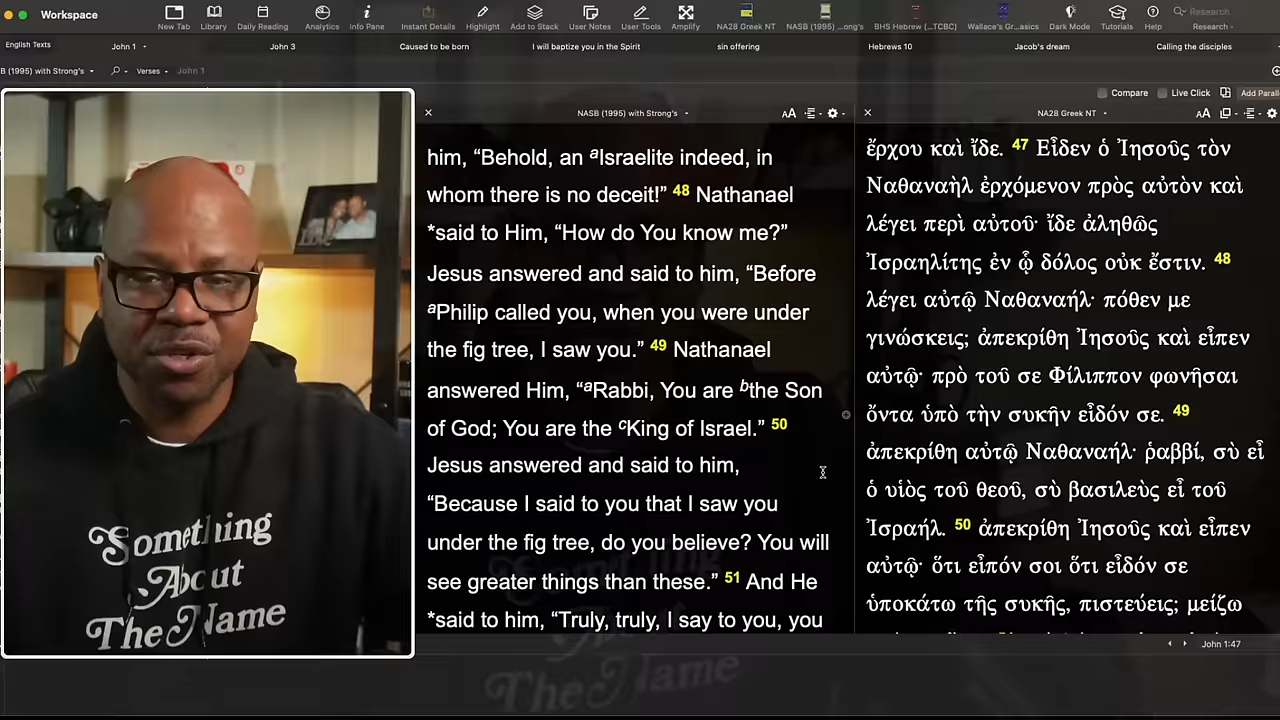 Workspace
New Tab
Library
Daily Reading
Analytics
Info Pane
Instant Details
Highlight
Add to Stack
User Notes
User Tools
Amplify
NA28 Greek NT
NASB (1995) ...ong's
BHS Hebrew (...TCBC)
Wallace's Gr...asics
Dark Mode
Tutorials
Help
Research
Research
English Texts
John 1
John 3
Caused to be born
I will baptize you in the Spirit
sin offering
Hebrews 10
Jacob's dream
Calling the disciples
B (1995) with Strong's
Verses
John 1
Compare
Live Click
Add Parall
NASB (1995) with Strong's
AA
him, “Behold, an aIsraelite indeed, in
whom there is no deceit!” 48 Nathanael
*said to Him, “How do You know me?”
Jesus answered and said to him, “Before
aPhilip called you, when you were under
the fig tree, I saw you.” 49 Nathanael
answered Him, “aRabbi, You are bthe Son
of God; You are the cKing of Israel.” 50
Jesus answered and said to him,
“Because I said to you that I saw you
under the fig tree, do you believe? You will
see greater things than these.” 51 And He
*said to him, “Truly, truly, I say to you, you
NA28 Greek NT
AA
ἔρχου καὶ ἴδε. 47 Εἶδεν ὁ Ἰησοῦς τὸν
Ναθαναὴλ ἐρχόμενον πρὸς αὐτὸν καὶ
λέγει περὶ αὐτοῦ· ἴδε ἀληθῶς
Ἰσραηλίτης ἐν ᾧ δόλος οὐκ ἔστιν. 48
λέγει αὐτῷ Ναθαναήλ· πόθεν με
γινώσκεις; ἀπεκρίθη Ἰησοῦς καὶ εἶπεν
αὐτῷ· πρὸ τοῦ σε Φίλιππον φωνῆσαι
ὄντα ὑπὸ τὴν συκῆν εἶδόν σε. 49
ἀπεκρίθη αὐτῷ Ναθαναήλ· ῥαββί, σὺ εἶ
ὁ υἱὸς τοῦ θεοῦ, σὺ βασιλεὺς εἶ τοῦ
Ἰσραήλ. 50 ἀπεκρίθη Ἰησοῦς καὶ εἶπεν
αὐτῷ· ὅτι εἶπόν σοι ὅτι εἶδόν σε
ὑποκάτω τῆς συκῆς, πιστεύεις; μείζω
John 1:47
Something
About
The Name